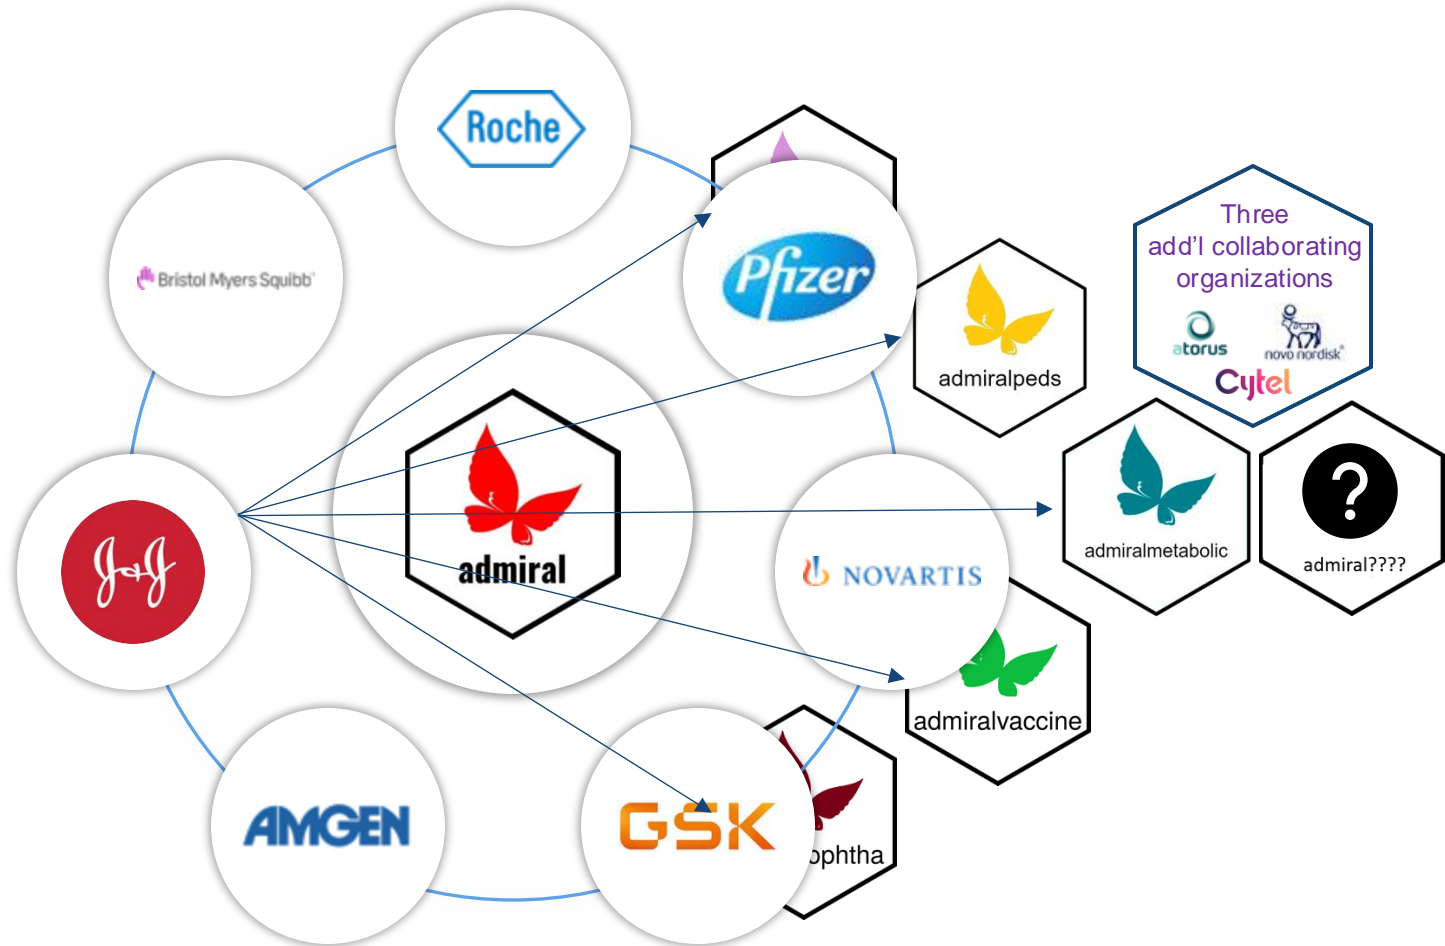 Roche
Bristol Myers Squibb
Pfizer
Three
add'l collaborating
organizations
atorus
novo nordisk
Cytel
admiralpeds
J&J
admiral
NOVARTIS
admiralmetabolic
admiral????
?
admiralvaccine
AMGEN
GSK
ophtha